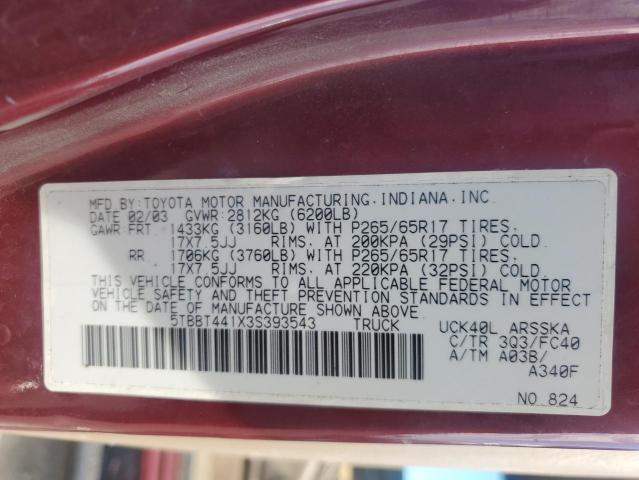 MFD BY: TOYOTA MOTOR MANUFACTURING, INDIANA, INC
DATE 02/03 GVWR: 2812KG (6200LB)
GAWR FRT 1433KG (3160LB) WITH P265/65R17 TIRES,
17X7.5JJ RIMS, AT 200KPA (29PSI) COLD.
RR 1706KG (3760LB) WITH P265/65R17 TIRES,
17X7.5JJ RIMS, AT 220KPA (32PSI) COLD.
THIS VEHICLE CONFORMS TO ALL APPLICABLE FEDERAL MOTOR
VEHICLE SAFETY AND THEFT PREVENTION STANDARDS IN EFFECT
ON THE DATE OF MANUFACTURE SHOWN ABOVE.
5TBBT441X3S393543 TRUCK UCK40L ARSSKA
C/TR 3Q3/FC40
A/TM A03B/
A340F
NO. 824